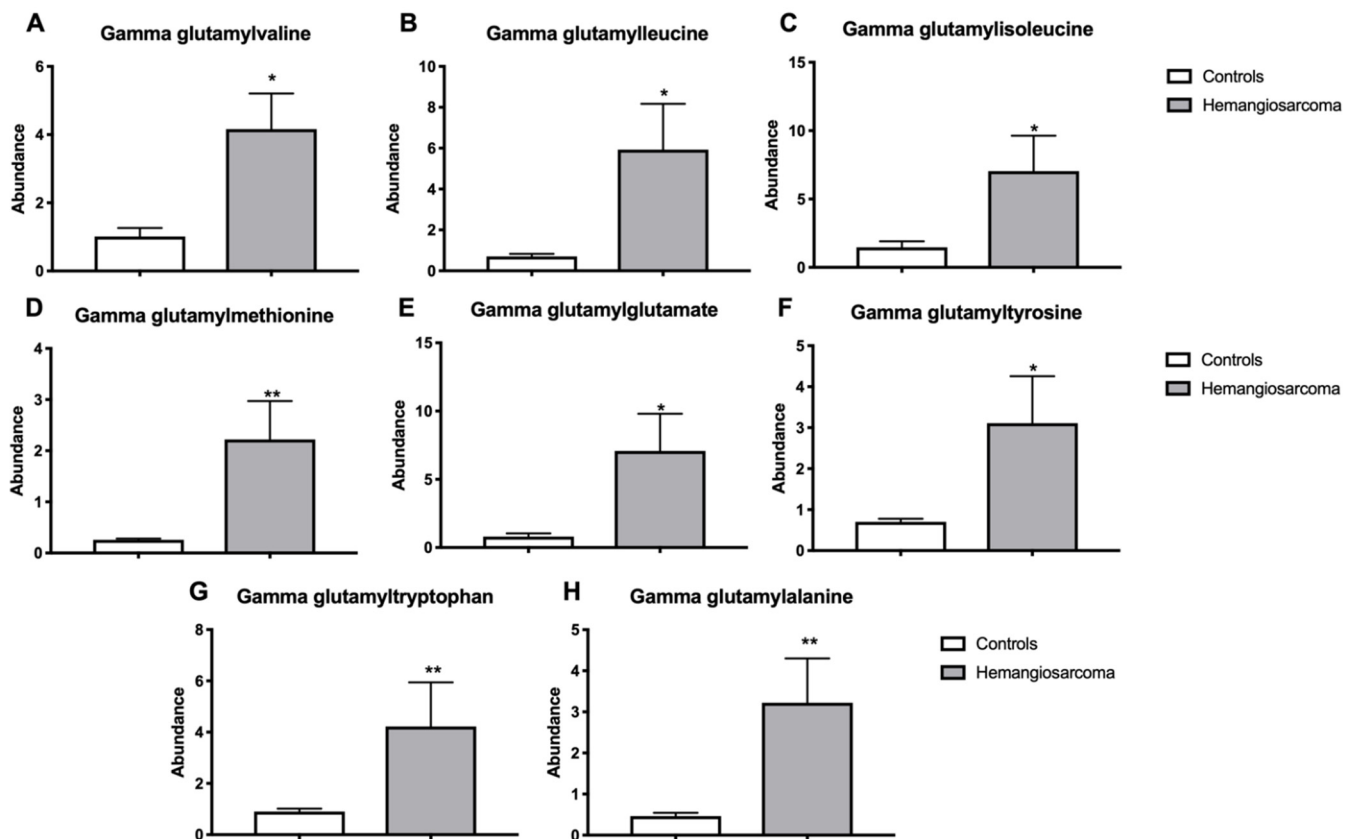 A
Gamma glutamylvaline
Abundance
6
4
2
0
*
B
Gamma glutamylleucine
Abundance
10
8
6
4
2
0
*
C
Gamma glutamylisoleucine
Abundance
15
10
5
0
*
Controls
Hemangiosarcoma
D
Gamma glutamylmethionine
Abundance
4
3
2
1
0
**
E
Gamma glutamylglutamate
Abundance
15
10
5
0
*
F
Gamma glutamyltyrosine
Abundance
5
4
3
2
1
0
*
Controls
Hemangiosarcoma
G
Gamma glutamyltryptophan
Abundance
8
6
4
2
0
**
H
Gamma glutamylalanine
Abundance
5
4
3
2
1
0
**
Controls
Hemangiosarcoma